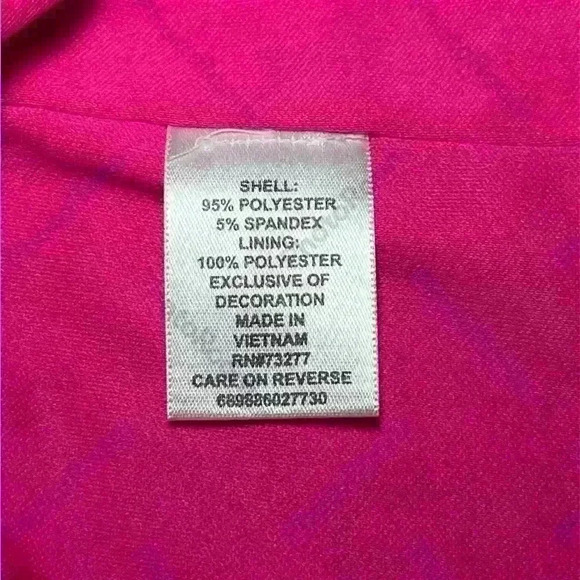 SHELL:
95% POLYESTER
5% SPANDEX
LINING:
100% POLYESTER
EXCLUSIVE OF
DECORATION
MADE IN
VIETNAM
RN#73277
CARE ON REVERSE
689886027730